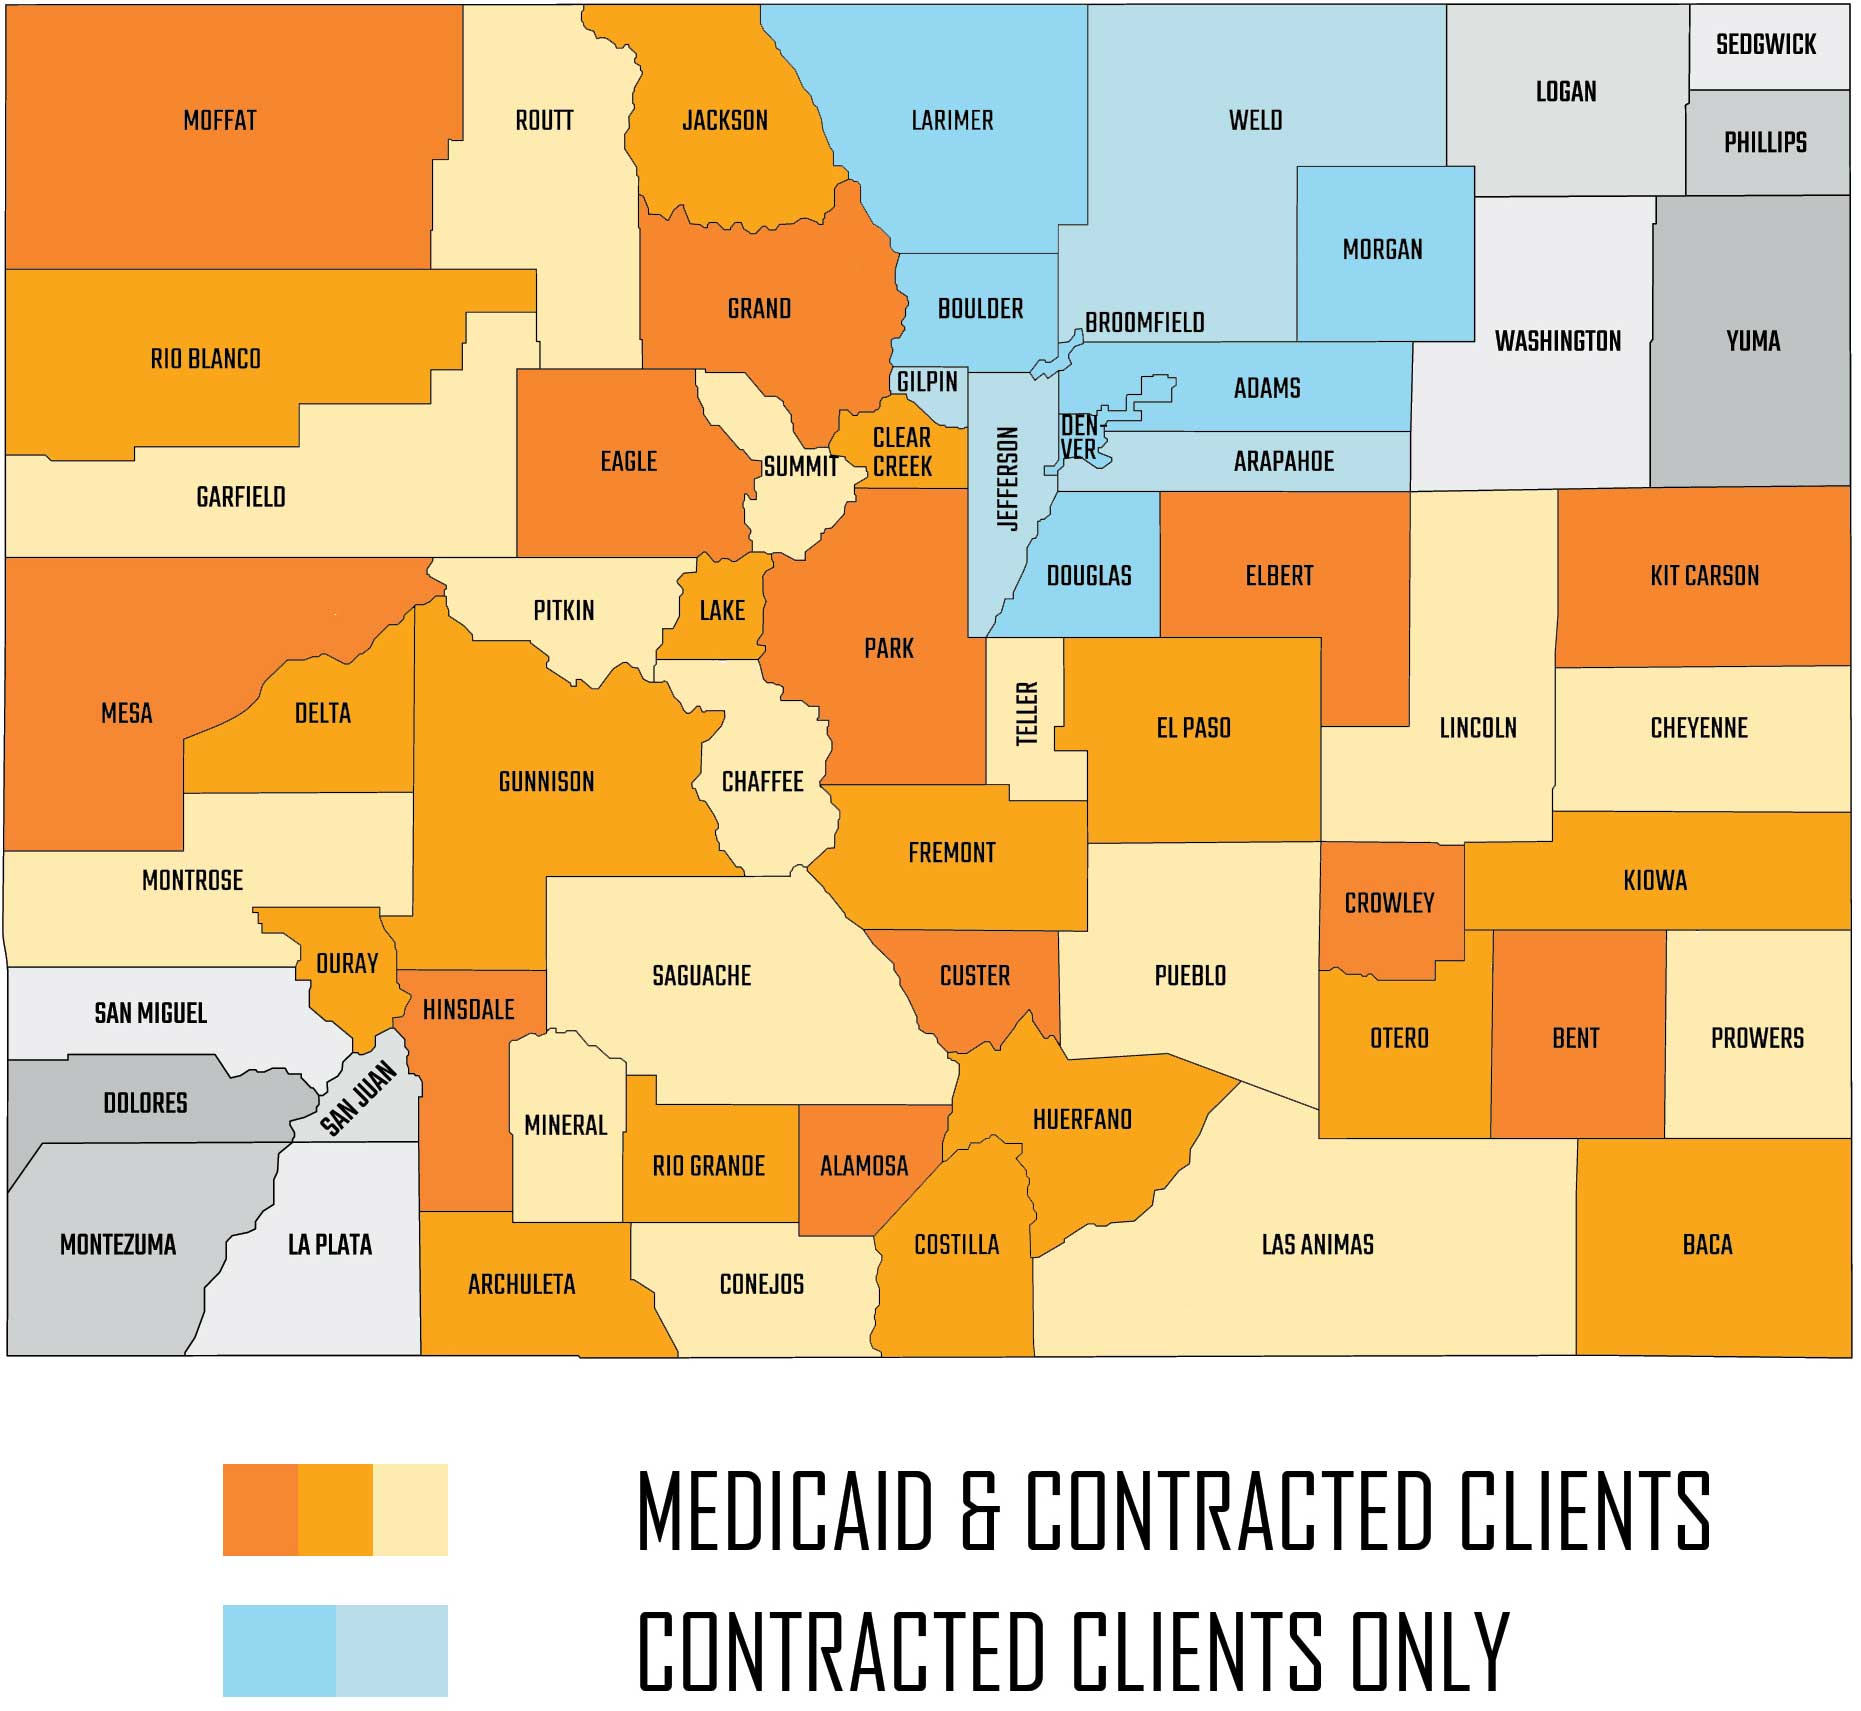 SEDGWICK
LOGAN
MOFFAT
ROUTT
JACKSON
LARIMER
WELD
PHILLIPS
MORGAN
GRAND
BOULDER
BROOMFIELD
WASHINGTON
YUMA
RIO BLANCO
GILPIN
ADAMS
DEN-
VER
CLEAR
CREEK
EAGLE
SUMMIT
JEFFERSON
ARAPAHOE
GARFIELD
DOUGLAS
ELBERT
KIT CARSON
PITKIN
LAKE
PARK
MESA
DELTA
TELLER
EL PASO
LINCOLN
CHEYENNE
GUNNISON
CHAFFEE
FREMONT
MONTROSE
CROWLEY
KIOWA
OURAY
SAGUACHE
CUSTER
PUEBLO
SAN MIGUEL
HINSDALE
OTERO
BENT
PROWERS
DOLORES
SAN JUAN
MINERAL
HUERFANO
RIO GRANDE
ALAMOSA
MONTEZUMA
LA PLATA
COSTILLA
LAS ANIMAS
BACA
ARCHULETA
CONEJOS
MEDICAID & CONTRACTED CLIENTS
CONTRACTED CLIENTS ONLY